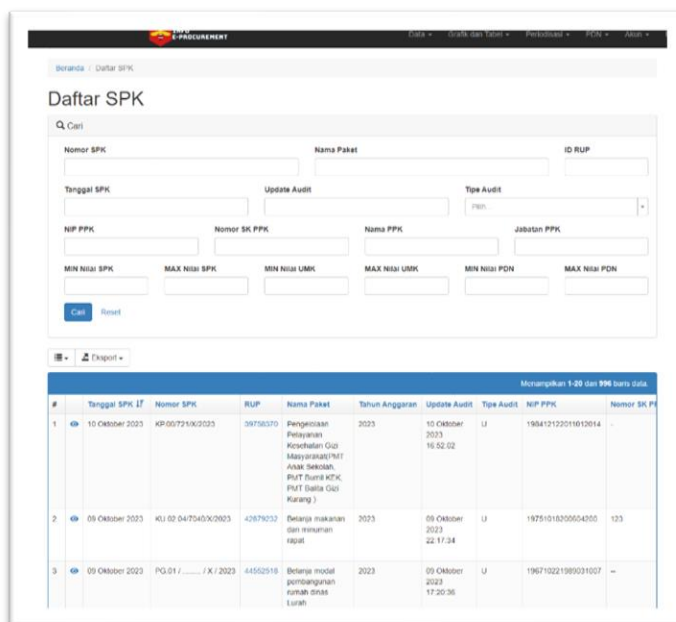 INFO
E-PROCUREMENT
Data
Grafik dan Tabel
Periodisasi
PDN
Akun
Beranda / Daftar SPK
Daftar SPK
Cari
Nomor SPK
Nama Paket
ID RUP
Tanggal SPK
Update Audit
Tipe Audit
Pilih...
NIP PPK
Nomor SK PPK
Nama PPK
Jabatan PPK
MIN Nilai SPK
MAX Nilai SPK
MIN Nilai UMK
MAX Nilai UMK
MIN Nilai PDN
MAX Nilai PDN
Cari
Reset
Eksport
Menampilkan 1-20 dari 996 baris data.
# Tanggal SPK Nomor SPK RUP Nama Paket Tahun Anggaran Update Audit Tipe Audit NIP PPK Nomor SK
1 10 Oktober 2023 KP.00/721/X/2023 39756370 Pengelolaan 2023 10 Oktober U 198412122011012014 -
Pelayanan 2023
Kesehatan Gizi 16:52:02
Masyarakat(PMT
Anak Sekolah,
PMT Bumil KEK,
PMT Balita Gizi
Kurang )
2 09 Oktober 2023 KU.02.04/7040/X/2023 42879232 Belanja makanan 2023 09 Oktober U 123
dan minuman 2023
rapat 22:17:34
3 09 Oktober 2023 PG.01 / ......... / X / 2023 44552516 Belanja modal 2023 09 Oktober U 196710221989031007 --
pembangunan 2023
rumah dinas 17:20:36
Lurah